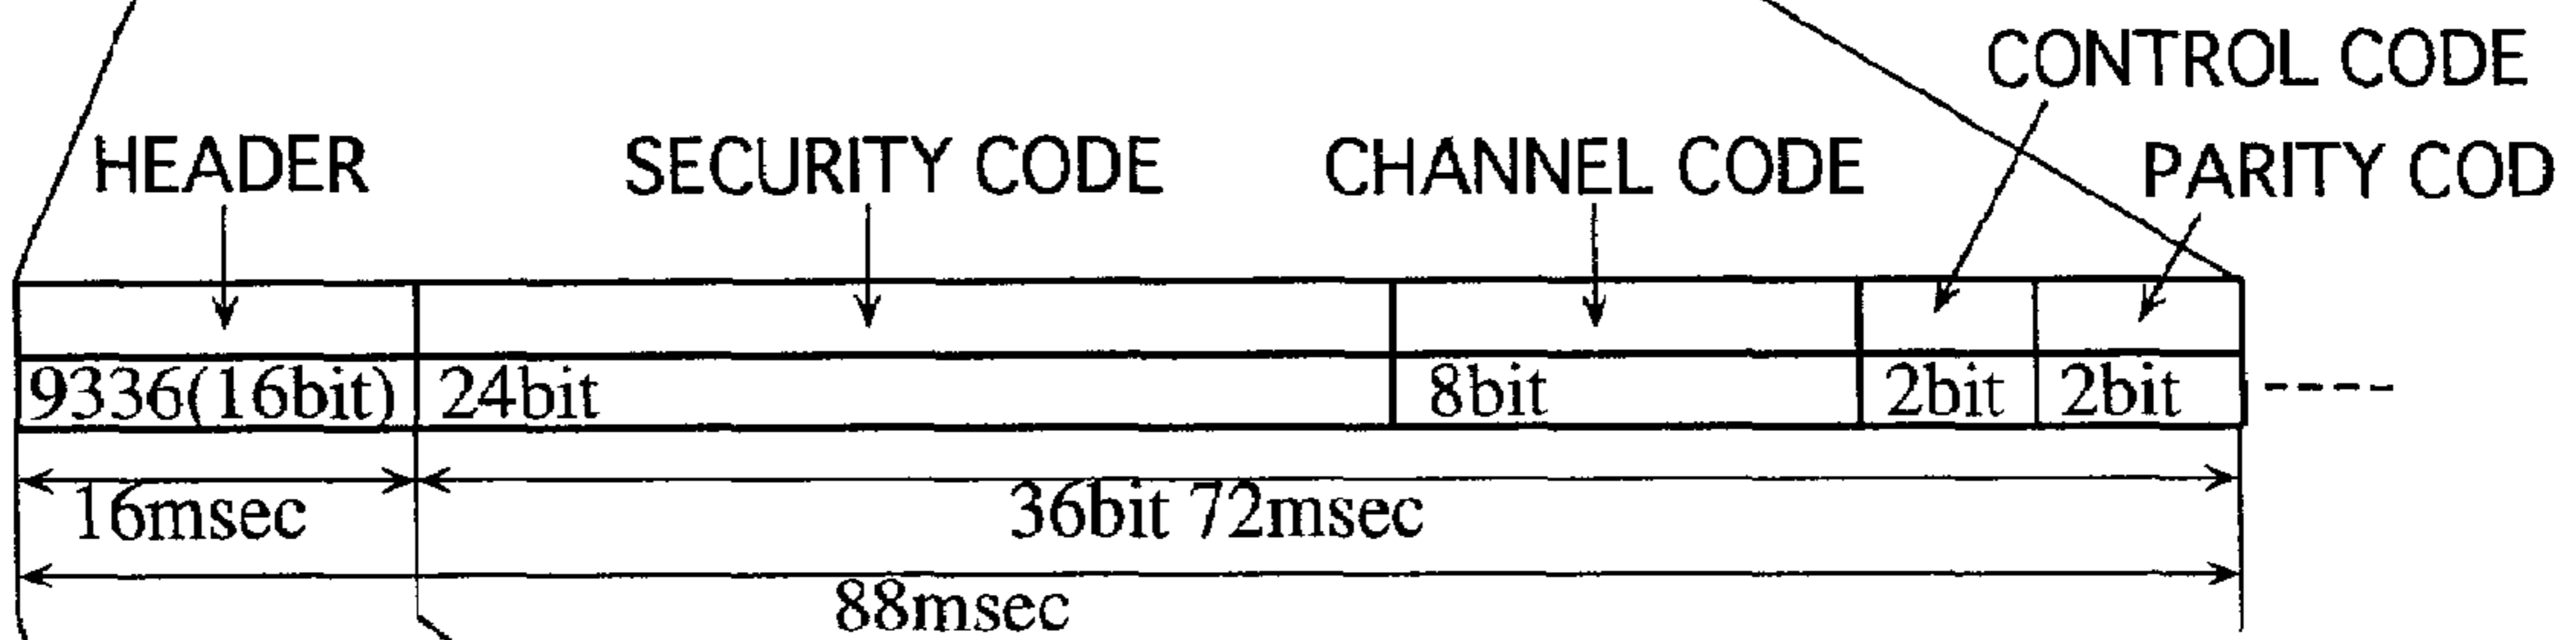 CONTROL CODE
HEADER SECURITY CODE CHANNEL CODE PARITY COD
9336(16bit) 24bit 8bit 2bit 2bit
16msec 36bit 72msec
88msec